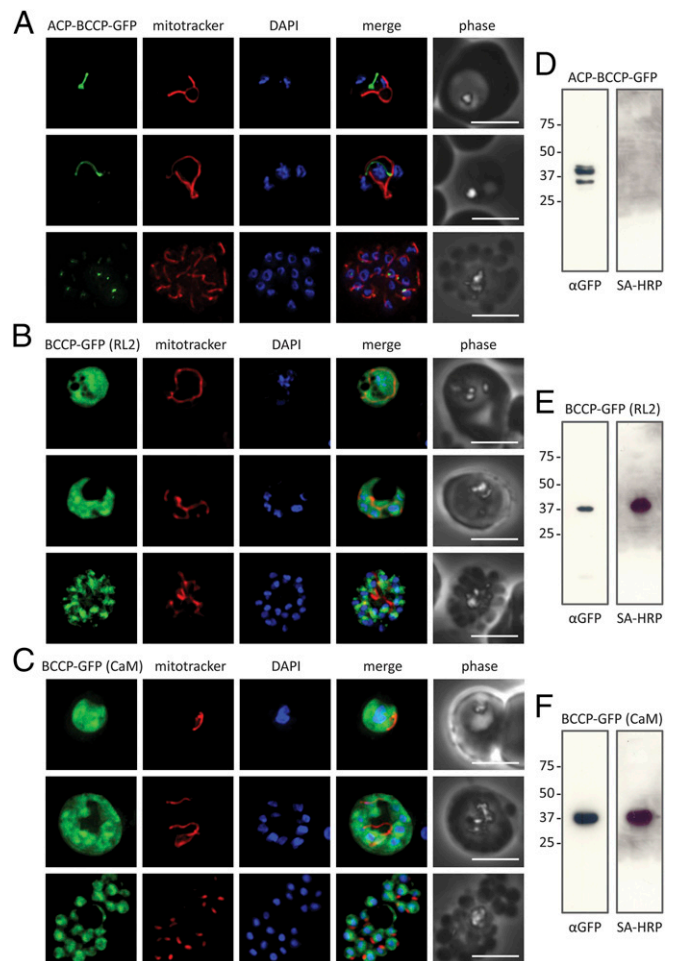 A
ACP-BCCP-GFP mitotracker DAPI merge phase
B
BCCP-GFP (RL2) mitotracker DAPI merge phase
C
BCCP-GFP (CaM) mitotracker DAPI merge phase
D
ACP-BCCP-GFP
75-
50-
37-
25-
αGFP SA-HRP
E
BCCP-GFP (RL2)
75-
50-
37-
25-
αGFP SA-HRP
F
BCCP-GFP (CaM)
75-
50-
37-
25-
αGFP SA-HRP